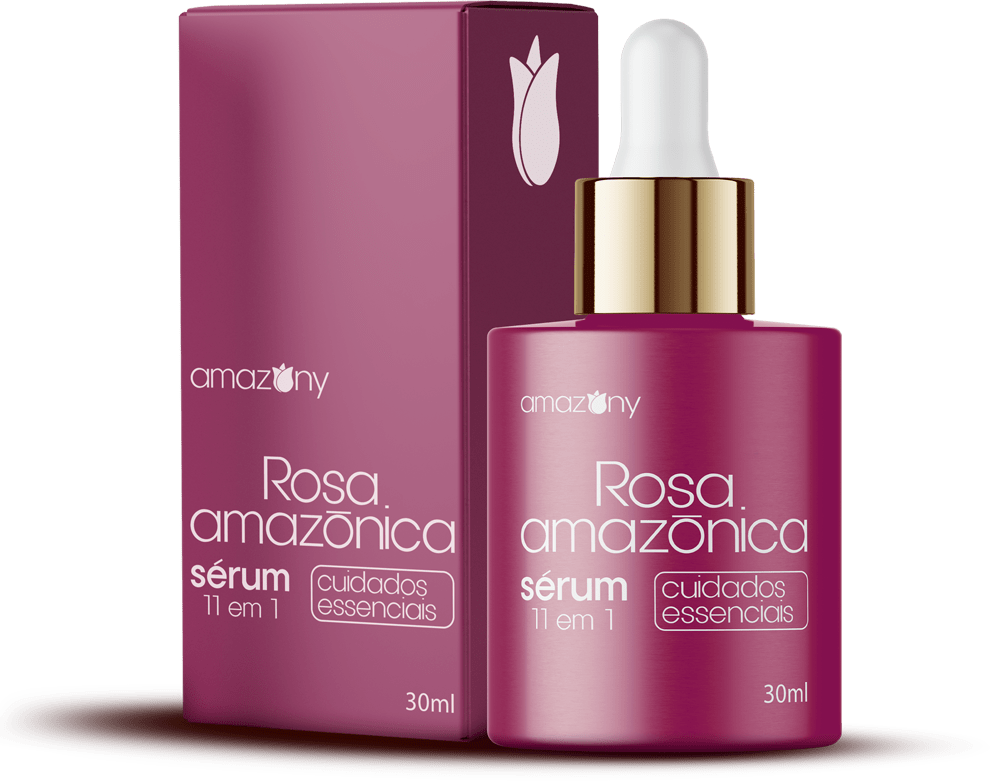 amazony
Rosa
amazōnica
sérum
11 em 1
cuidados
essenciais
30ml
amazony
Rosa
amazōnica
sérum
11 em 1
cuidados
essenciais
30ml